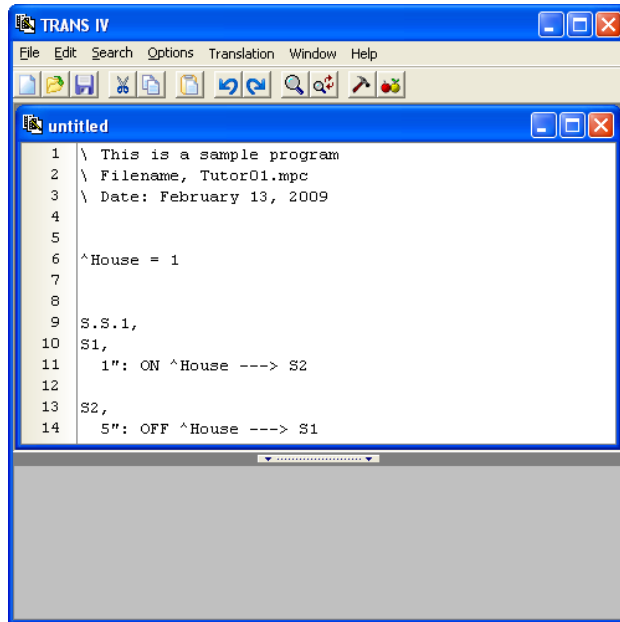 TRANS IV
File Edit Search Options Translation Window Help
untitled
1 \ This is a sample program
2 \ Filename, Tutor01.mpc
3 \ Date: February 13, 2009
4
5
6 ^House = 1
7
8
9 S.S.1,
10 S1,
11 1": ON ^House ---> S2
12
13 S2,
14 5": OFF ^House ---> S1